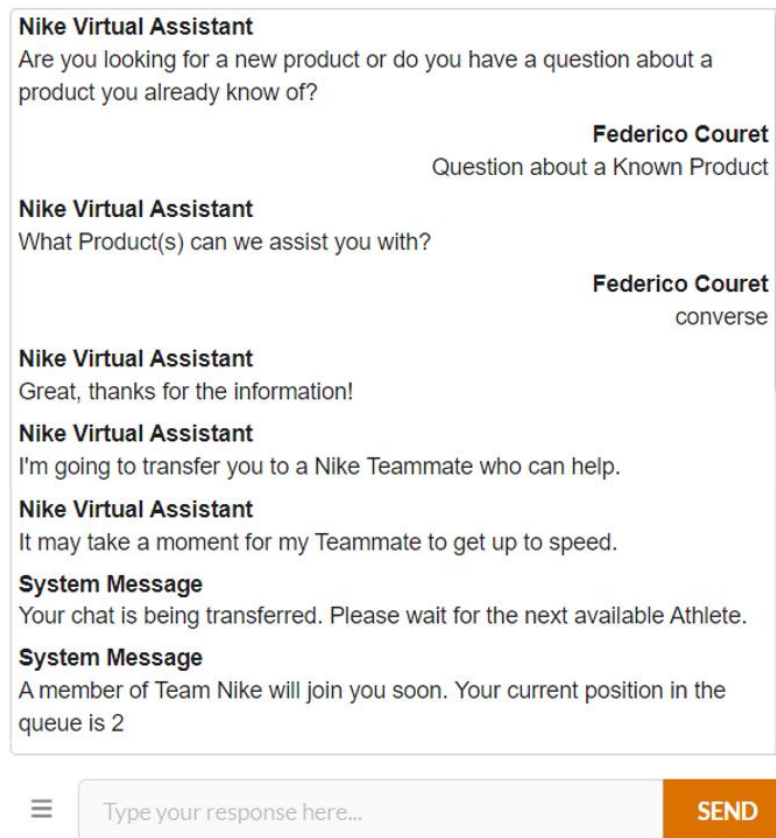 Nike Virtual Assistant
Are you looking for a new product or do you have a question about a
product you already know of?
Federico Couret
Question about a Known Product
Nike Virtual Assistant
What Product(s) can we assist you with?
Federico Couret
converse
Nike Virtual Assistant
Great, thanks for the information!
Nike Virtual Assistant
I'm going to transfer you to a Nike Teammate who can help.
Nike Virtual Assistant
It may take a moment for my Teammate to get up to speed.
System Message
Your chat is being transferred. Please wait for the next available Athlete.
System Message
A member of Team Nike will join you soon. Your current position in the
queue is 2
Type your response here...
SEND